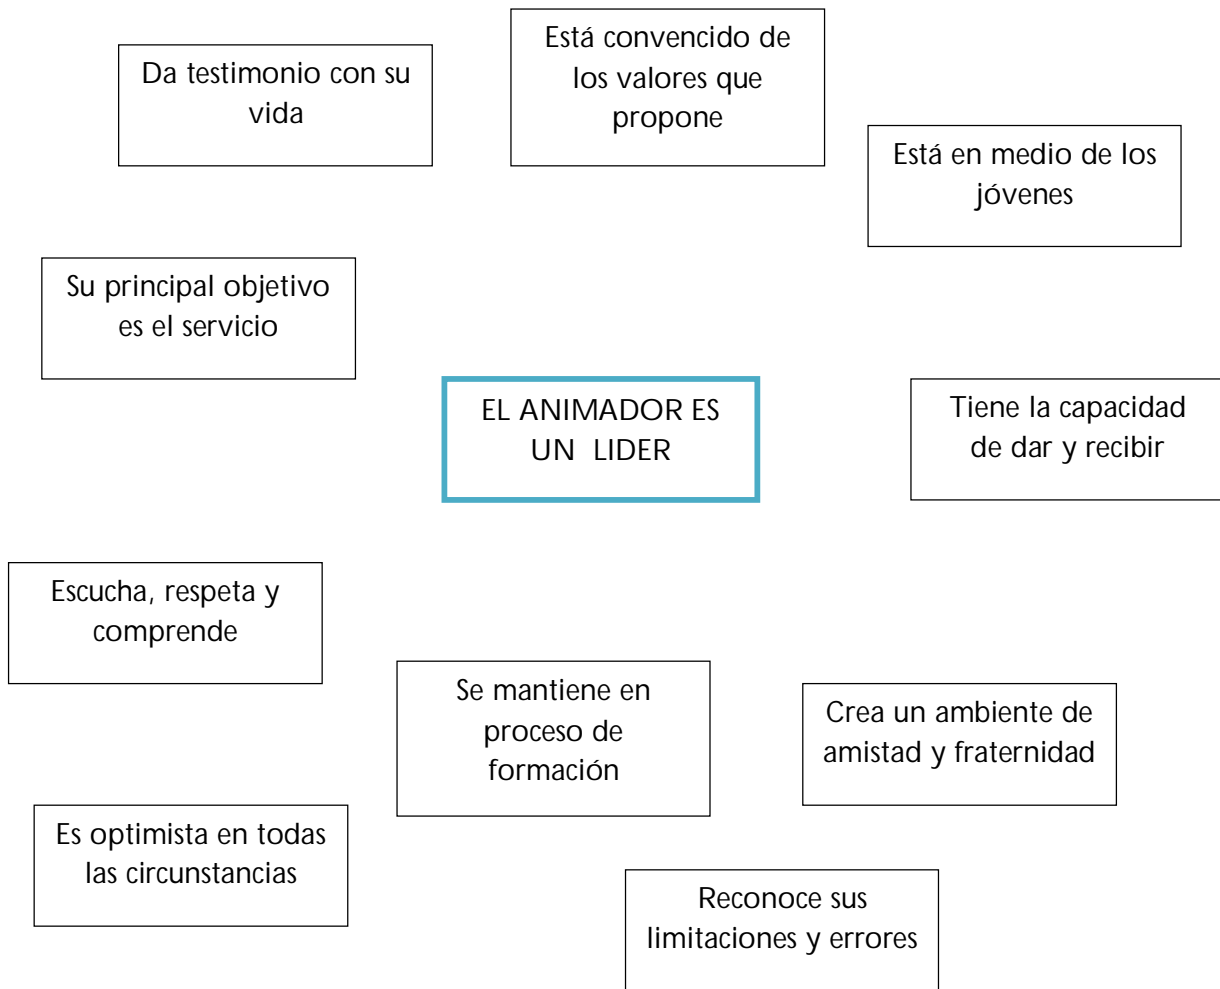 Está convencido de
los valores que
propone
Da testimonio con su
vida
Está en medio de los
jóvenes
Su principal objetivo
es el servicio
EL ANIMADOR ES
UN  LIDER
Tiene la capacidad
de dar y recibir
Escucha, respeta y
comprende
Se mantiene en
proceso de
formación
Crea un ambiente de
amistad y fraternidad
Es optimista en todas
las circunstancias
Reconoce sus
limitaciones y errores